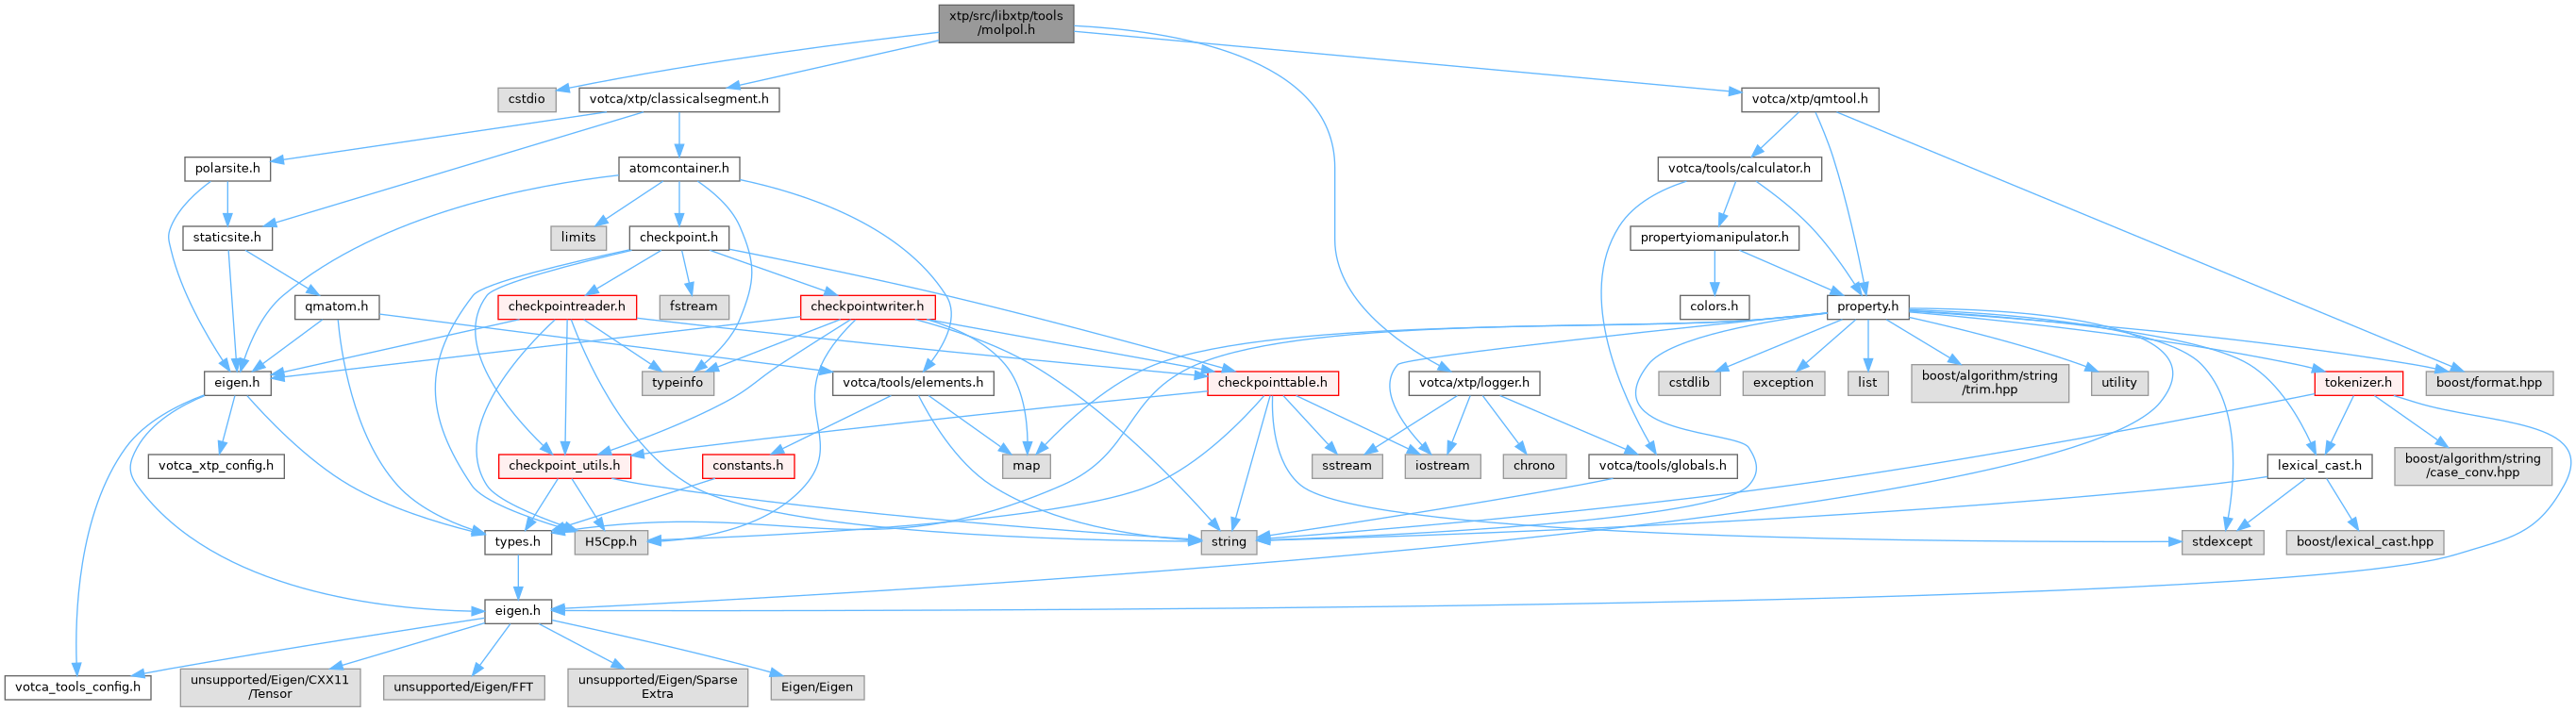 xtp/src/libxtp/tools
/molpol.h
cstdio
votca/xtp/classicalsegment.h
votca/xtp/qmtool.h
polarsite.h
atomcontainer.h
votca/tools/calculator.h
staticsite.h
limits
checkpoint.h
propertyiomanipulator.h
qmatom.h
checkpointreader.h
fstream
checkpointwriter.h
colors.h
property.h
eigen.h
typeinfo
votca/tools/elements.h
checkpointtable.h
votca/xtp/logger.h
cstdlib
exception
list
boost/algorithm/string
/trim.hpp
utility
tokenizer.h
boost/format.hpp
votca_xtp_config.h
checkpoint_utils.h
constants.h
map
sstream
iostream
chrono
votca/tools/globals.h
lexical_cast.h
boost/algorithm/string
/case_conv.hpp
types.h
H5Cpp.h
string
stdexcept
boost/lexical_cast.hpp
eigen.h
votca_tools_config.h
unsupported/Eigen/CXX11
/Tensor
unsupported/Eigen/FFT
unsupported/Eigen/Sparse
Extra
Eigen/Eigen